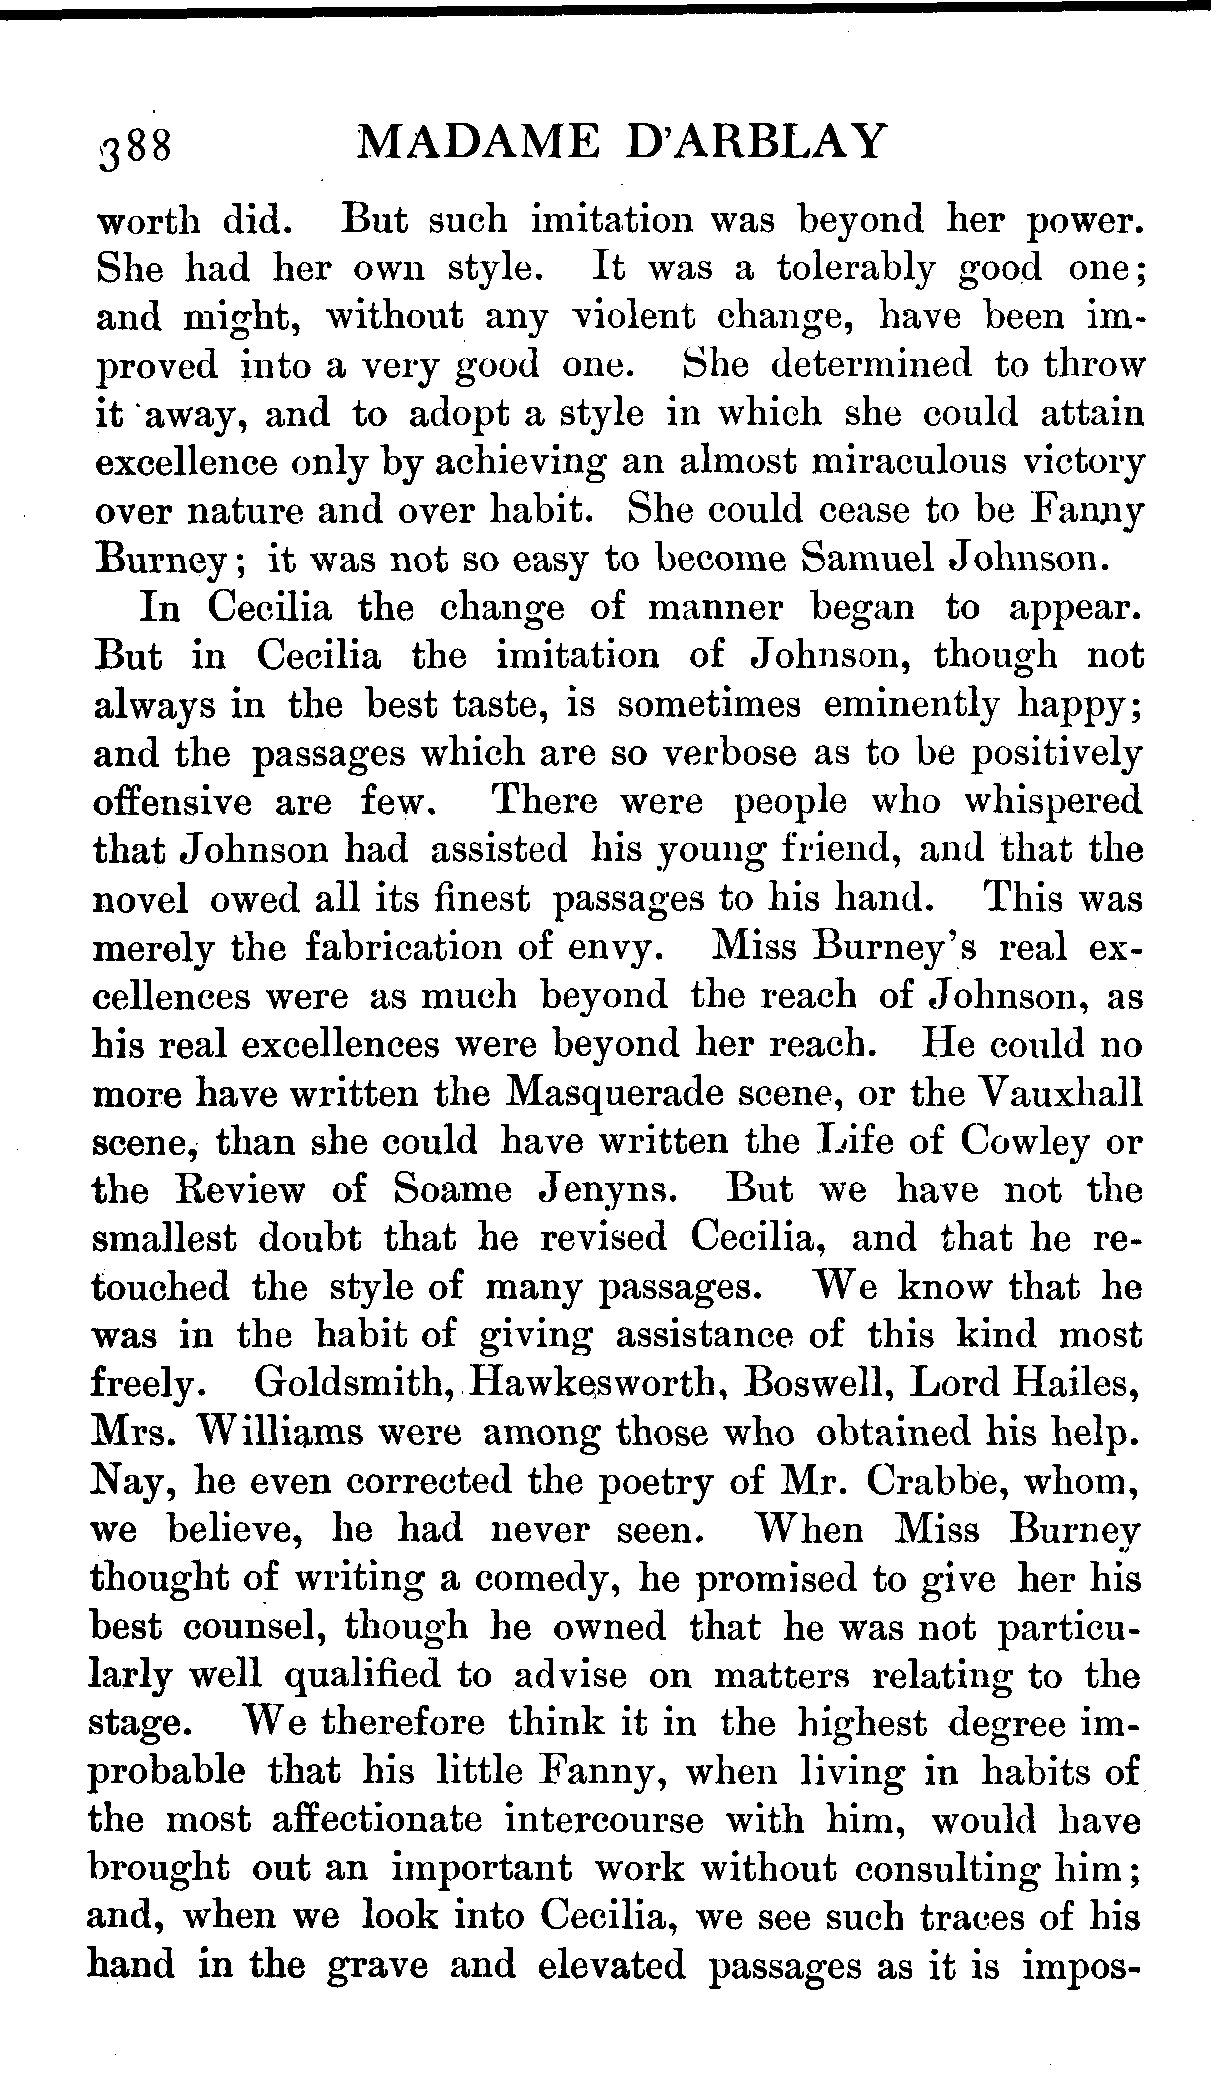 388 MADAME D'ARBLAY
worth did. But such imitation was beyond her power.
She had her own style. It was a tolerably good one;
and might, without any violent change, have been im-
proved into a very good one. She determined to throw
it away, and to adopt a style in which she could attain
excellence only by achieving an almost miraculous victory
over nature and over habit. She could cease to be Fanny
Burney; it was not so easy to become Samuel Johnson.
In Cecilia the change of manner began to appear.
But in Cecilia the imitation of Johnson, though not
always in the best taste, is sometimes eminently happy;
and the passages which are so verbose as to be positively
offensive are few. There were people who whispered
that Johnson had assisted his young friend, and that the
novel owed all its finest passages to his hand. This was
merely the fabrication of envy. Miss Burney's real ex-
cellences were as much beyond the reach of Johnson, as
his real excellences were beyond her reach. He could no
more have written the Masquerade scene, or the Vauxhall
scene, than she could have written the Life of Cowley or
the Review of Soame Jenyns. But we have not the
smallest doubt that he revised Cecilia, and that he re-
touched the style of many passages. We know that he
was in the habit of giving assistance of this kind most
freely. Goldsmith, Hawkesworth, Boswell, Lord Hailes,
Mrs. Williams were among those who obtained his help.
Nay, he even corrected the poetry of Mr. Crabbe, whom,
we believe, he had never seen. When Miss Burney
thought of writing a comedy, he promised to give her his
best counsel, though he owned that he was not particu-
larly well qualified to advise on matters relating to the
stage. We therefore think it in the highest degree im-
probable that his little Fanny, when living in habits of
the most affectionate intercourse with him, would have
brought out an important work without consulting him;
and, when we look into Cecilia, we see such traces of his
hand in the grave and elevated passages as it is impos-